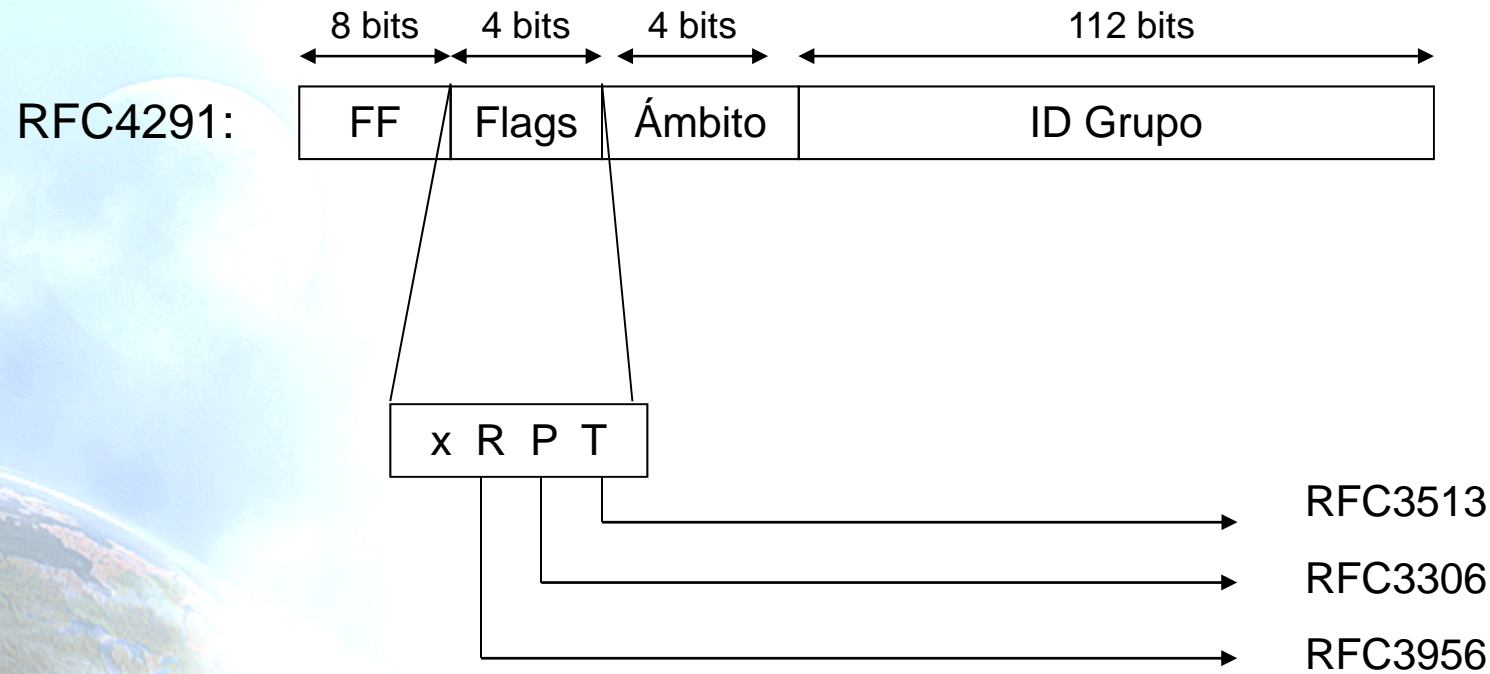 8 bits 4 bits 4 bits 112 bits
RFC4291: FF Flags Ámbito ID Grupo
x R P T
RFC3513
RFC3306
RFC3956